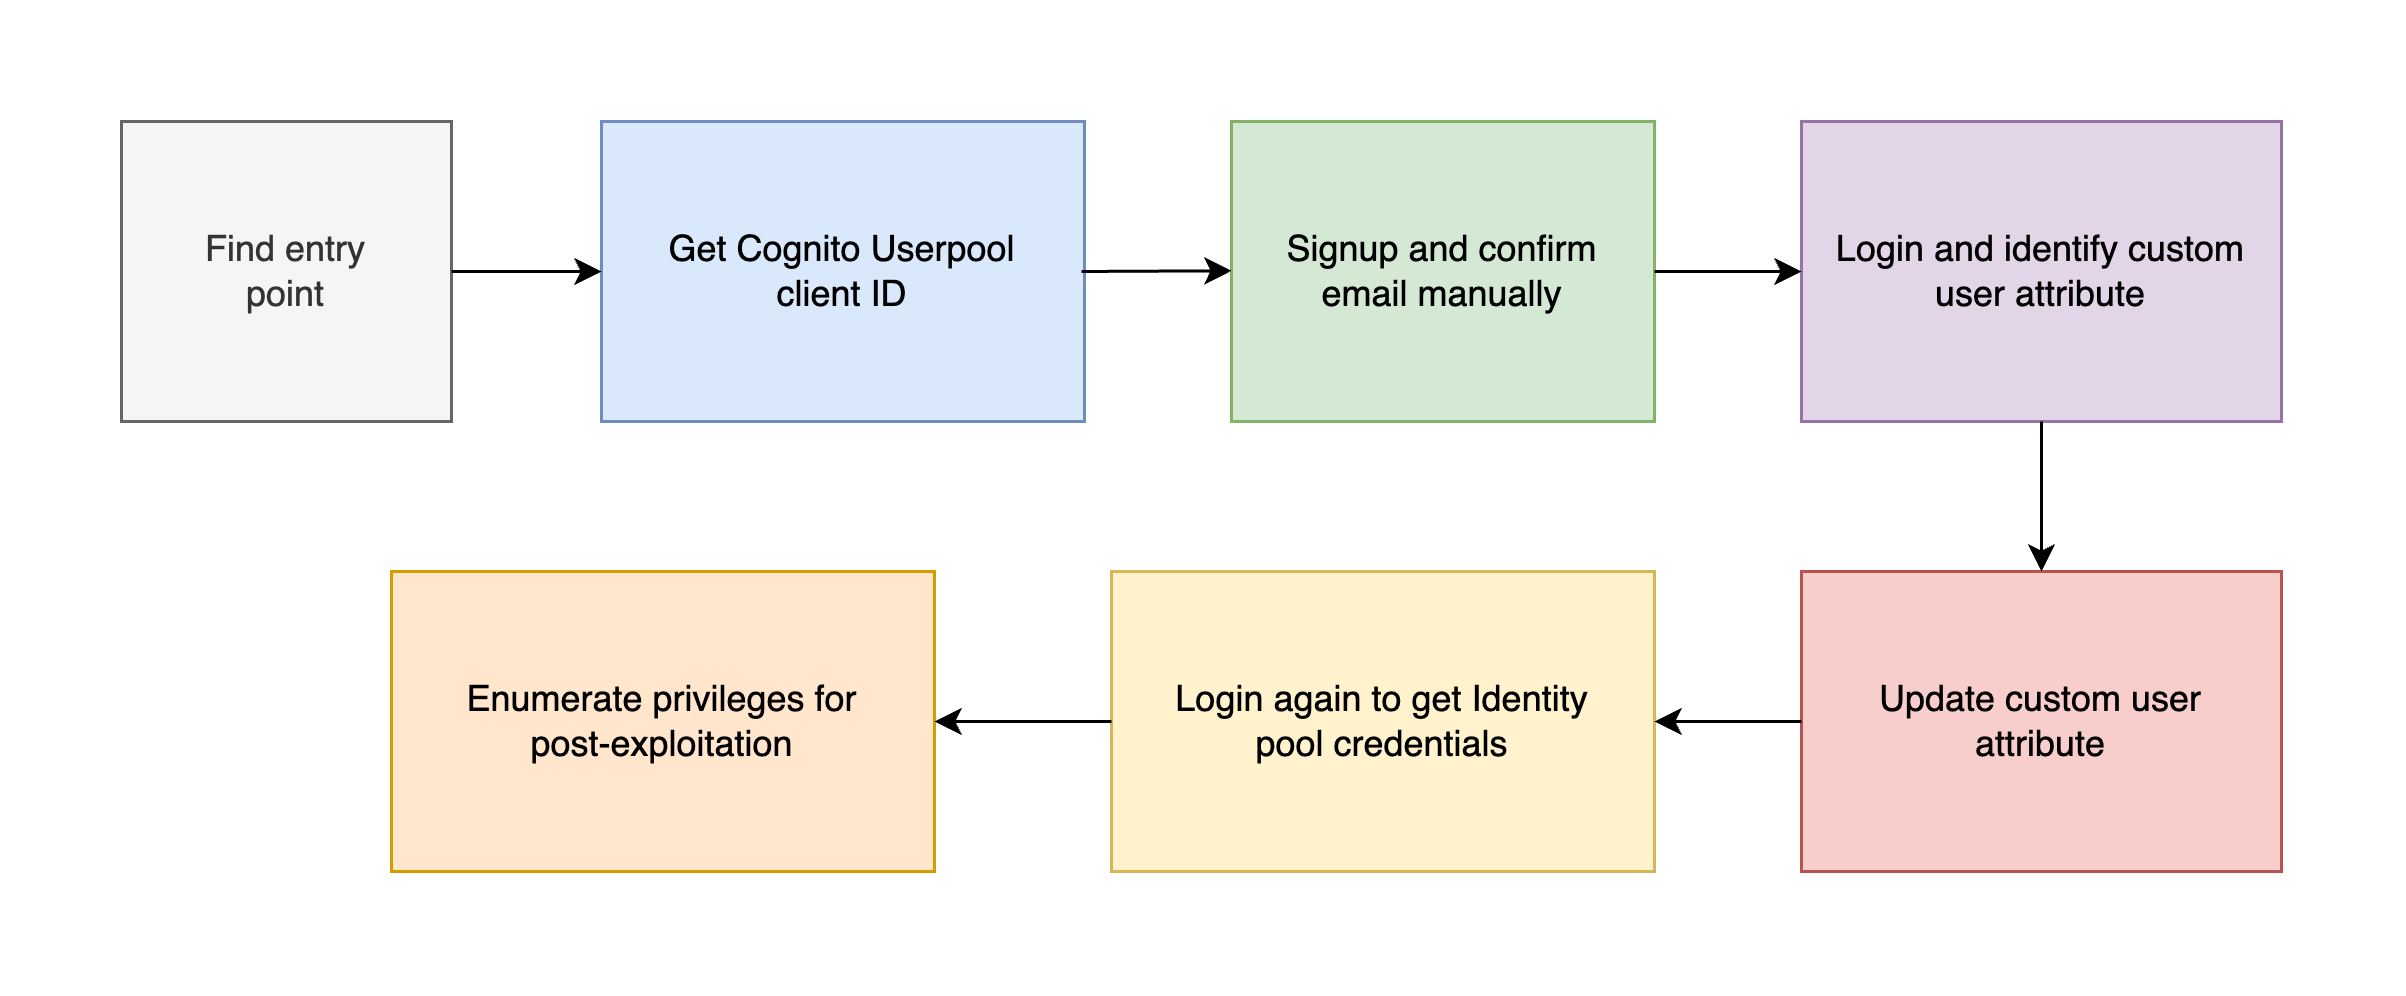 Find entry
point
Get Cognito Userpool
client ID
Signup and confirm
email manually
Login and identify custom
user attribute
Update custom user
attribute
Login again to get Identity
pool credentials
Enumerate privileges for
post-exploitation